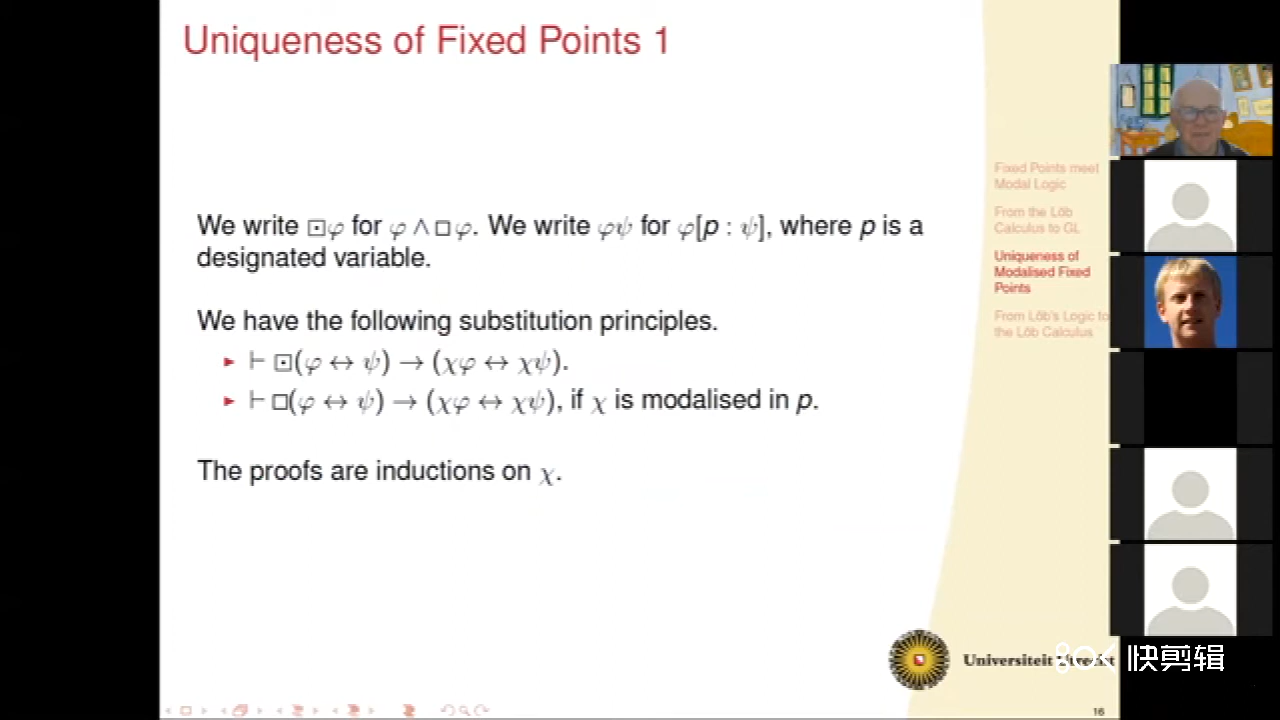 Uniqueness of Fixed Points 1
We write ⊡φ for φ ∧ □φ. We write φψ for φ[p : ψ], where p is a
designated variable.
We have the following substitution principles.
▸ ⊢ ⊡(φ ↔ ψ) → (χφ ↔ χψ).
▸ ⊢ □(φ ↔ ψ) → (χφ ↔ χψ), if χ is modalised in p.
The proofs are inductions on χ.
Fixed Points meet
Modal Logic
From the Löb
Calculus to GL
Uniqueness of
Modalised Fixed
Points
From Löb's Logic to
the Löb Calculus
Universiteit Utrecht
快剪辑
16